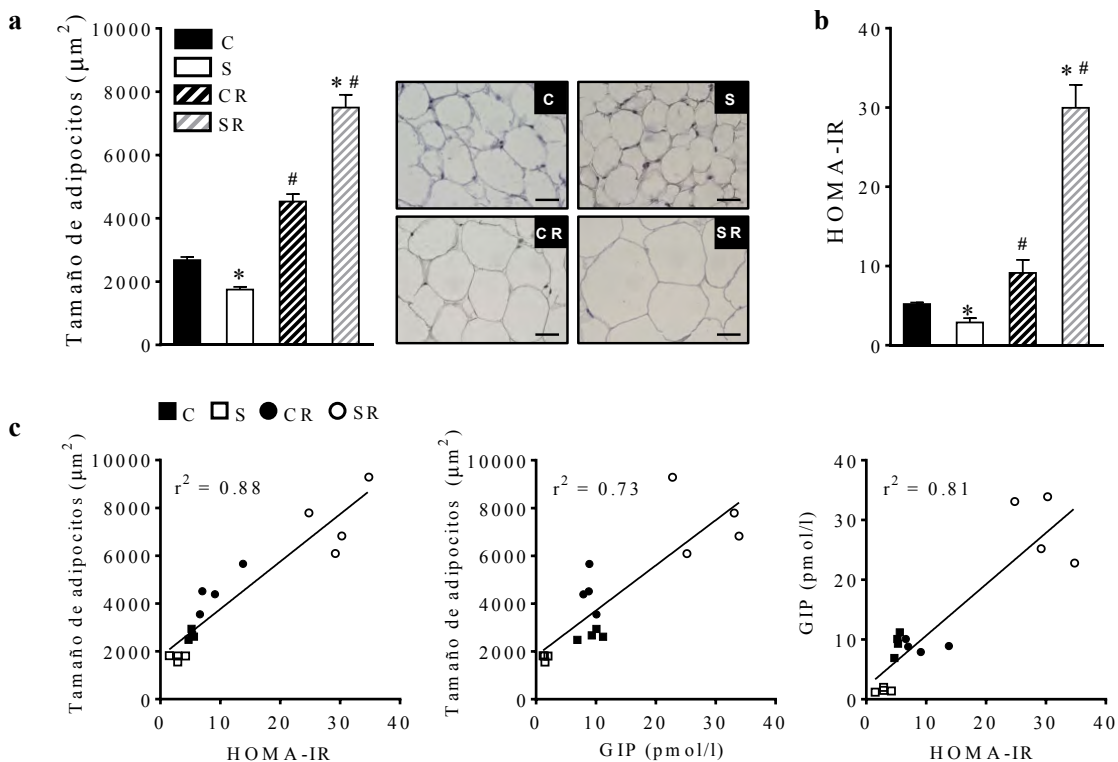 a
Tamaño de adipocitos (μm²)
10000
8000
6000
4000
2000
0
C
S
CR
SR
*
#
* #
C
S
CR
SR
b
HOMA-IR
40
30
20
10
0
*
#
* #
C S CR SR
c
Tamaño de adipocitos (μm²)
10000
8000
6000
4000
2000
0
r² = 0.88
0 10 20 30 40
HOMA-IR
Tamaño de adipocitos (μm²)
10000
8000
6000
4000
2000
0
r² = 0.73
0 10 20 30 40
GIP (pmol/l)
GIP (pmol/l)
40
30
20
10
0
r² = 0.81
0 10 20 30 40
HOMA-IR